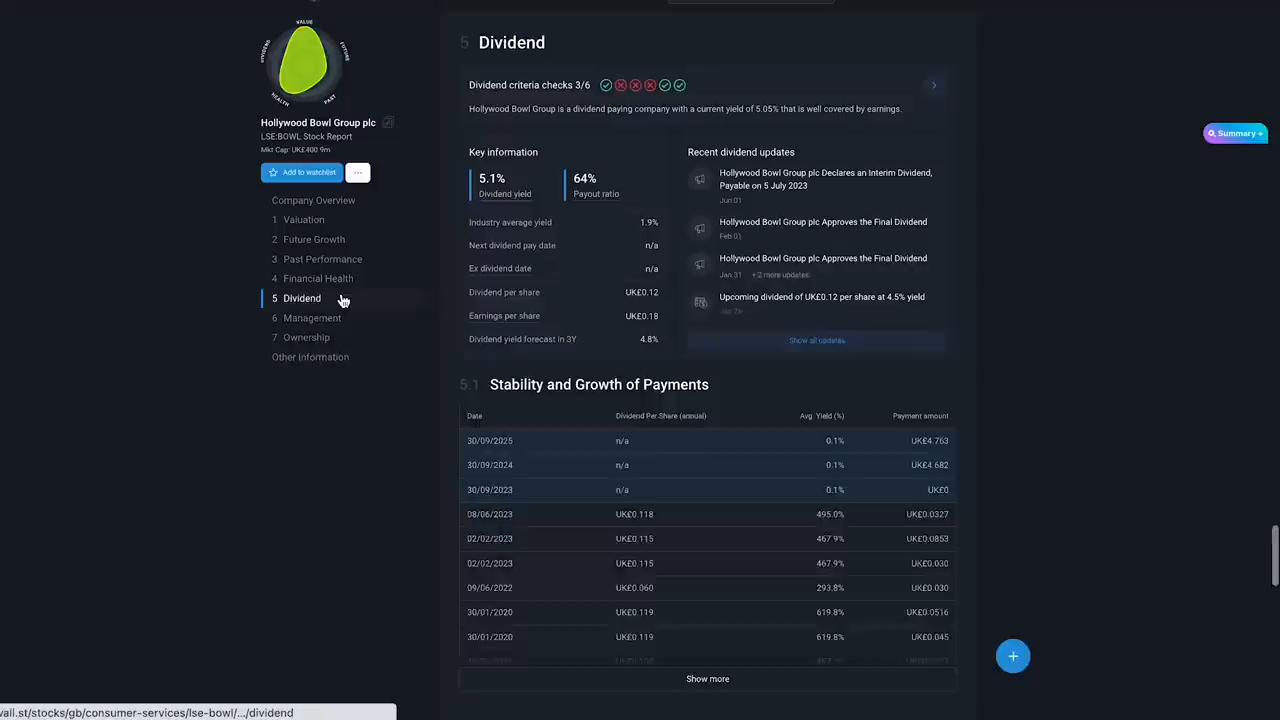 VALUE
FUTURE
PAST
HEALTH
DIVIDEND
Hollywood Bowl Group plc
LSE:BOWL Stock Report
Mkt Cap: UK£400.9m
Add to watchlist
...
Company Overview
1 Valuation
2 Future Growth
3 Past Performance
4 Financial Health
5 Dividend
6 Management
7 Ownership
Other Information
5 Dividend
Dividend criteria checks 3/6
Hollywood Bowl Group is a dividend paying company with a current yield of 5.05% that is well covered by earnings.
Key information
5.1%
Dividend yield
64%
Payout ratio
Industry average yield 1.9%
Next dividend pay date n/a
Ex dividend date n/a
Dividend per share UK£0.12
Earnings per share UK£0.18
Dividend yield forecast in 3Y 4.8%
Recent dividend updates
Hollywood Bowl Group plc Declares an Interim Dividend,
Payable on 5 July 2023
Jun 01
Hollywood Bowl Group plc Approves the Final Dividend
Feb 01
Hollywood Bowl Group plc Approves the Final Dividend
Jan 31 + 2 more updates
Upcoming dividend of UK£0.12 per share at 4.5% yield
Show all updates
5.1 Stability and Growth of Payments
Date Dividend Per Share (annual) Avg. Yield (%) Payment amount
30/09/2025 n/a 0.1% UK£4.763
30/09/2024 n/a 0.1% UK£4.682
30/09/2023 n/a 0.1% UK£0
08/06/2023 UK£0.118 495.0% UK£0.0327
02/02/2023 UK£0.115 467.9% UK£0.0853
02/02/2023 UK£0.115 467.9% UK£0.030
09/06/2022 UK£0.060 293.8% UK£0.030
30/01/2020 UK£0.119 619.8% UK£0.0516
30/01/2020 UK£0.119 619.8% UK£0.045
Show more
Summary +
+
wall.st/stocks/gb/consumer-services/lse-bowl/.../dividend